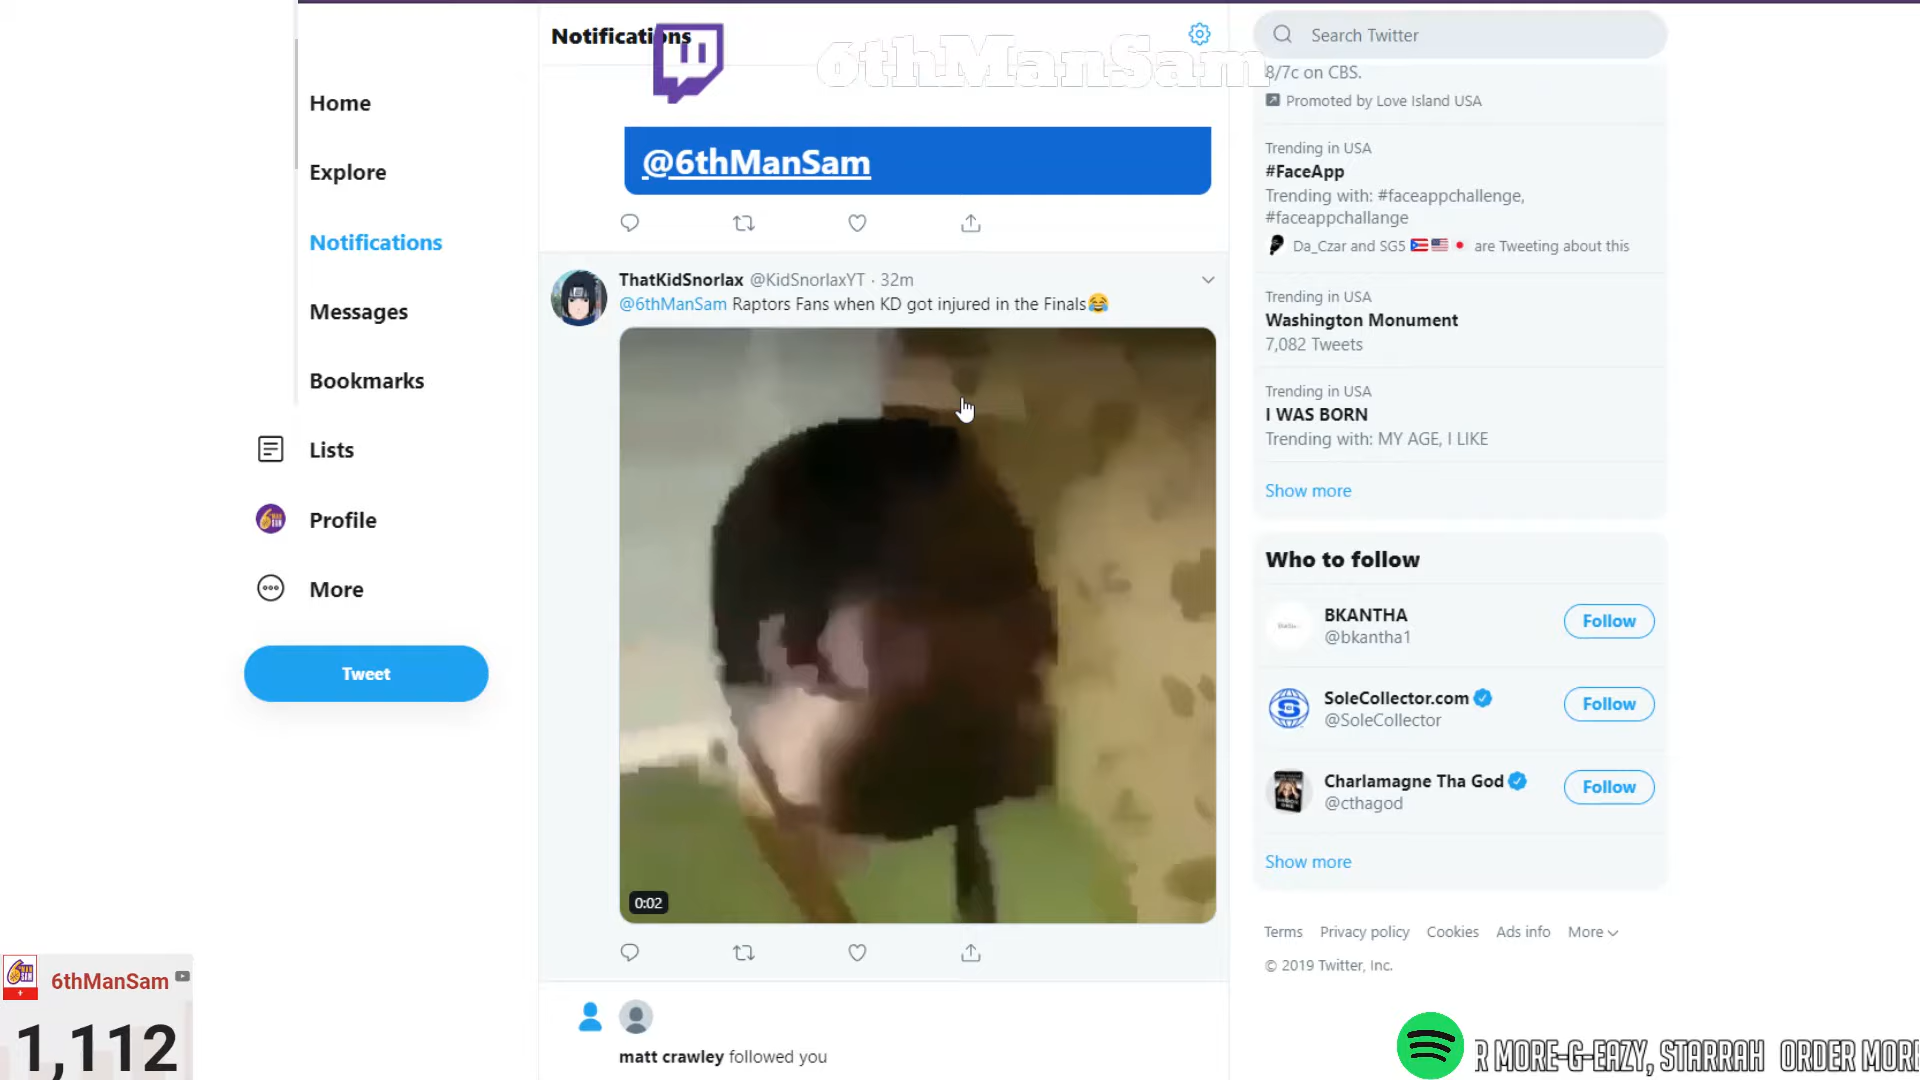 Notifications
6thManSam
Search Twitter
Home
Explore
Notifications
Messages
Bookmarks
Lists
Profile
More
Tweet
@6thManSam
ThatKidSnorlax @KidSnorlaxYT · 32m
@6thManSam Raptors Fans when KD got injured in the Finals😂
0:02
matt crawley followed you
8/7c on CBS.
Promoted by Love Island USA
Trending in USA
#FaceApp
Trending with: #faceappchallenge,
#faceappchallange
Da_Czar and SG5 🇵🇷🇺🇸🇯🇵 are Tweeting about this
Trending in USA
Washington Monument
7,082 Tweets
Trending in USA
I WAS BORN
Trending with: MY AGE, I LIKE
Show more
Who to follow
BKANTHA
@bkantha1
Follow
SoleCollector.com
@SoleCollector
Follow
Charlamagne Tha God
@cthagod
Follow
Show more
Terms Privacy policy Cookies Ads info More
© 2019 Twitter, Inc.
6thManSam
1,112
R MORE-G-EAZY, STARRAH ORDER MORE